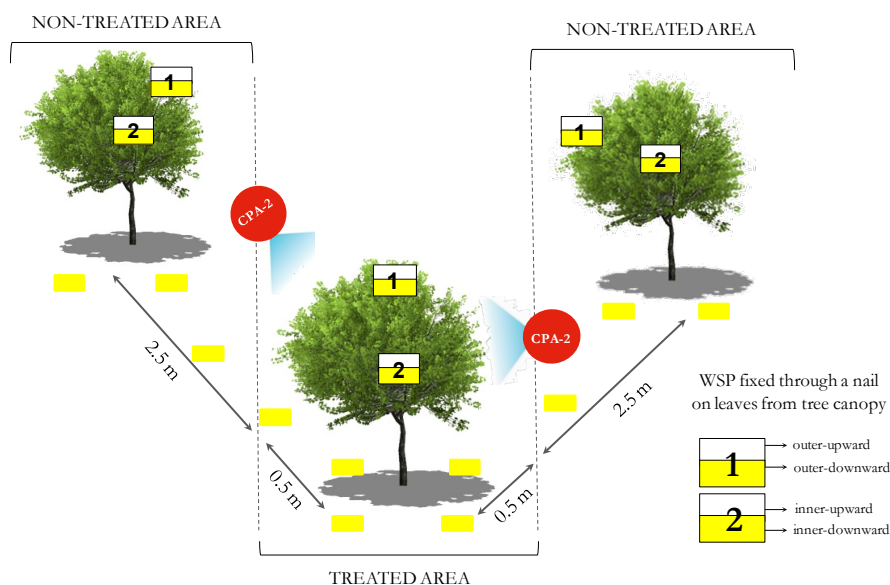 NON-TREATED AREA
NON-TREATED AREA
1
2
1
2
CPA-2
1
2
CPA-2
2.5 m
2.5 m
0.5 m
0.5 m
WSP fixed through a nail
on leaves from tree canopy
1
outer-upward
outer-downward
2
inner-upward
inner-downward
TREATED AREA